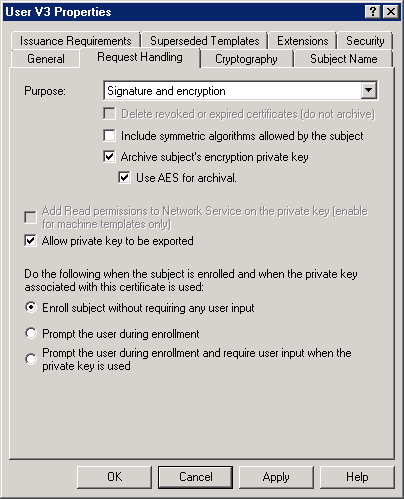 User V3 Properties
Issuance Requirements Superseded Templates Extensions Security
General Request Handling Cryptography Subject Name
Purpose: Signature and encryption
Delete revoked or expired certificates (do not archive)
Include symmetric algorithms allowed by the subject
Archive subject's encryption private key
Use AES for archival.
Add Read permissions to Network Service on the private key (enable
for machine templates only)
Allow private key to be exported
Do the following when the subject is enrolled and when the private key
associated with this certificate is used:
Enroll subject without requiring any user input
Prompt the user during enrollment
Prompt the user during enrollment and require user input when the
private key is used
OK Cancel Apply Help